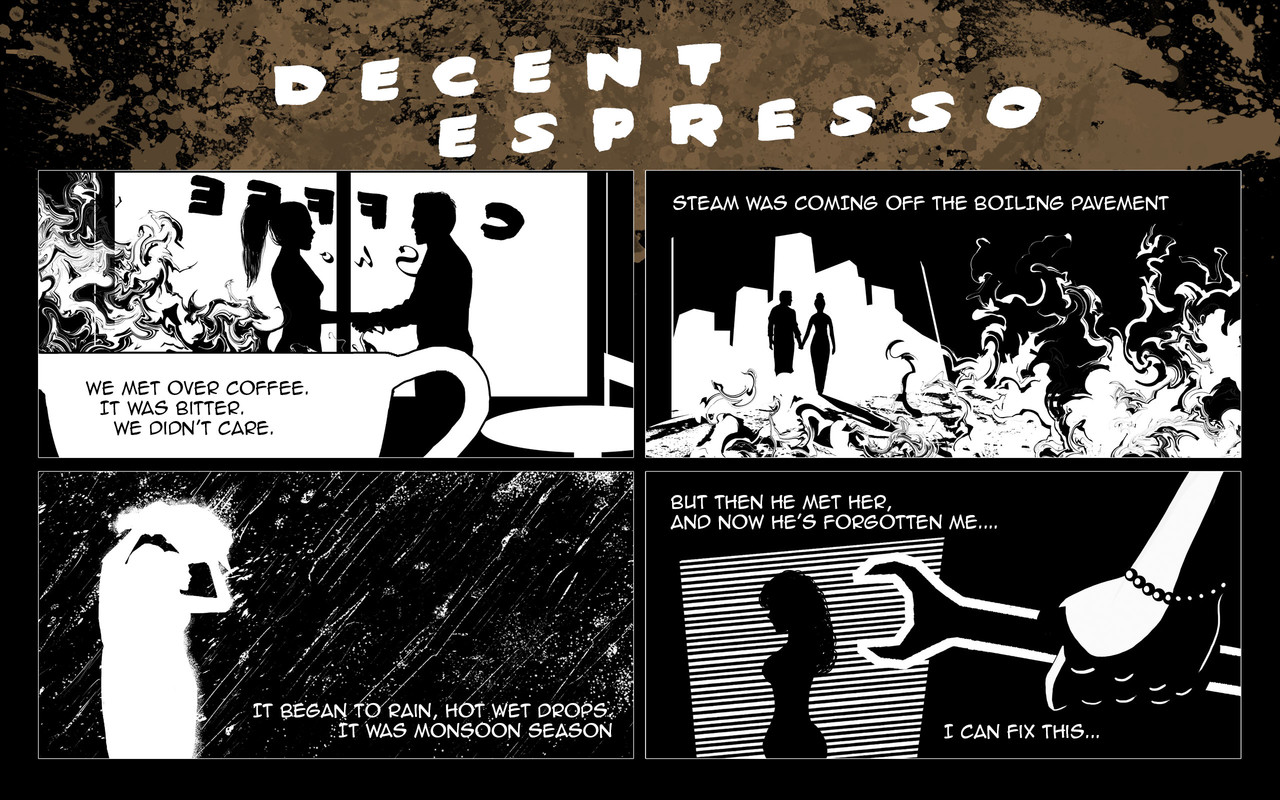 DECENT
ESPRESSO
COFFEE
WE MET OVER COFFEE.
IT WAS BITTER.
WE DIDN'T CARE.
STEAM WAS COMING OFF THE BOILING PAVEMENT
IT BEGAN TO RAIN, HOT WET DROPS.
IT WAS MONSOON SEASON
BUT THEN HE MET HER,
AND NOW HE'S FORGOTTEN ME....
I CAN FIX THIS...